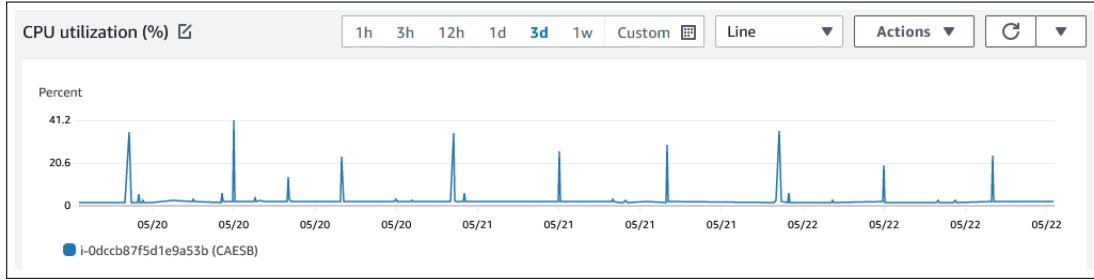 CPU utilization (%)
1h 3h 12h 1d 3d 1w Custom
Line
Actions
Percent
41.2
20.6
0
05/20 05/20 05/20 05/20 05/21 05/21 05/21 05/21 05/22 05/22 05/22 05/22
i-0dccb87f5d1e9a53b (CAESB)